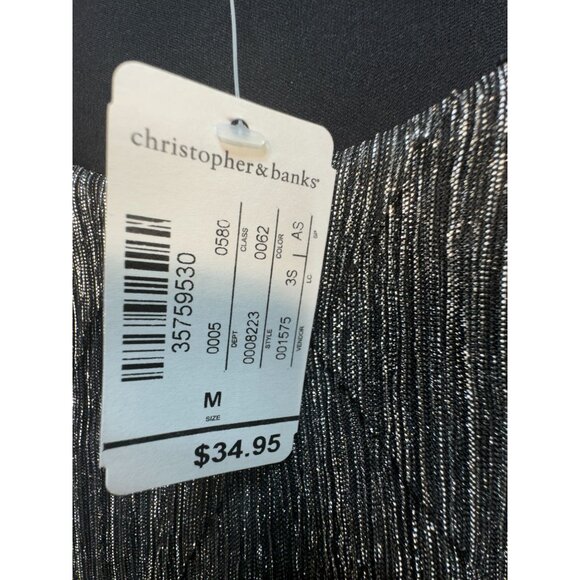 christopher&banks®
35759530
0005 0580
DEPT CLASS
0008223 0062
STYLE COLOR
001575 3S I AS
VENDOR LC SP
M
SIZE
$34.95